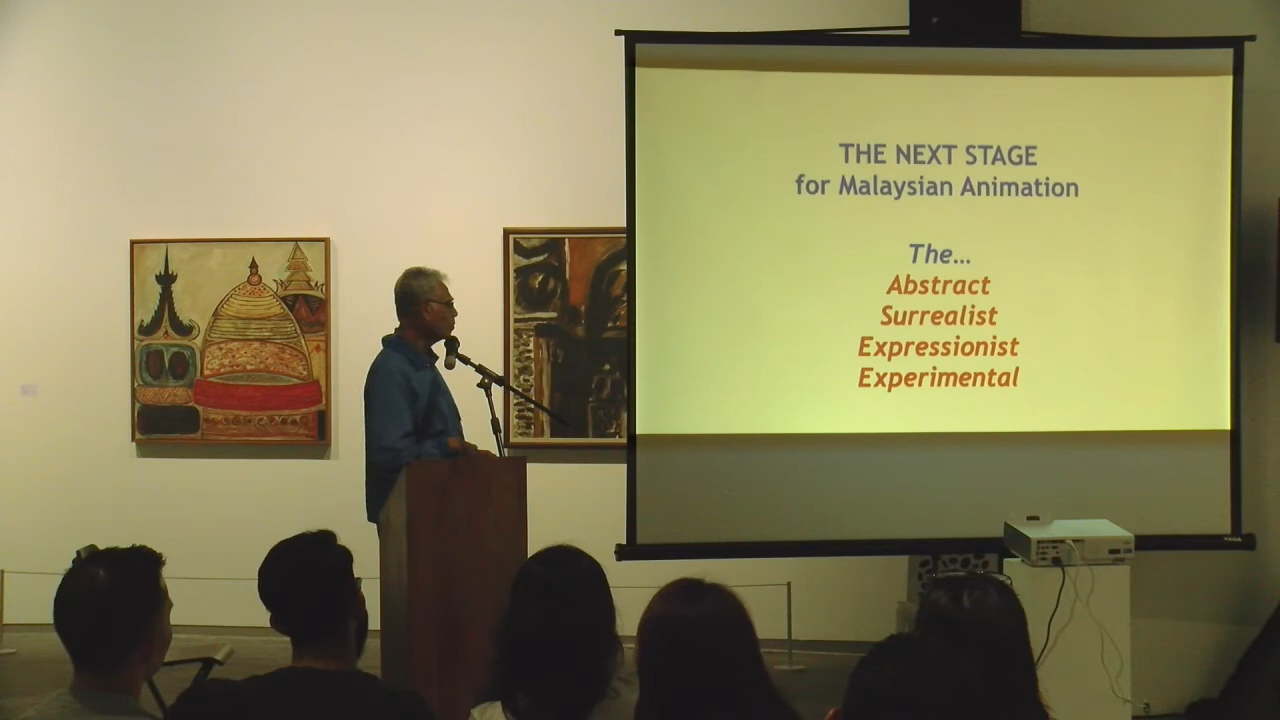 THE NEXT STAGE
for Malaysian Animation
The...
Abstract
Surrealist
Expressionist
Experimental